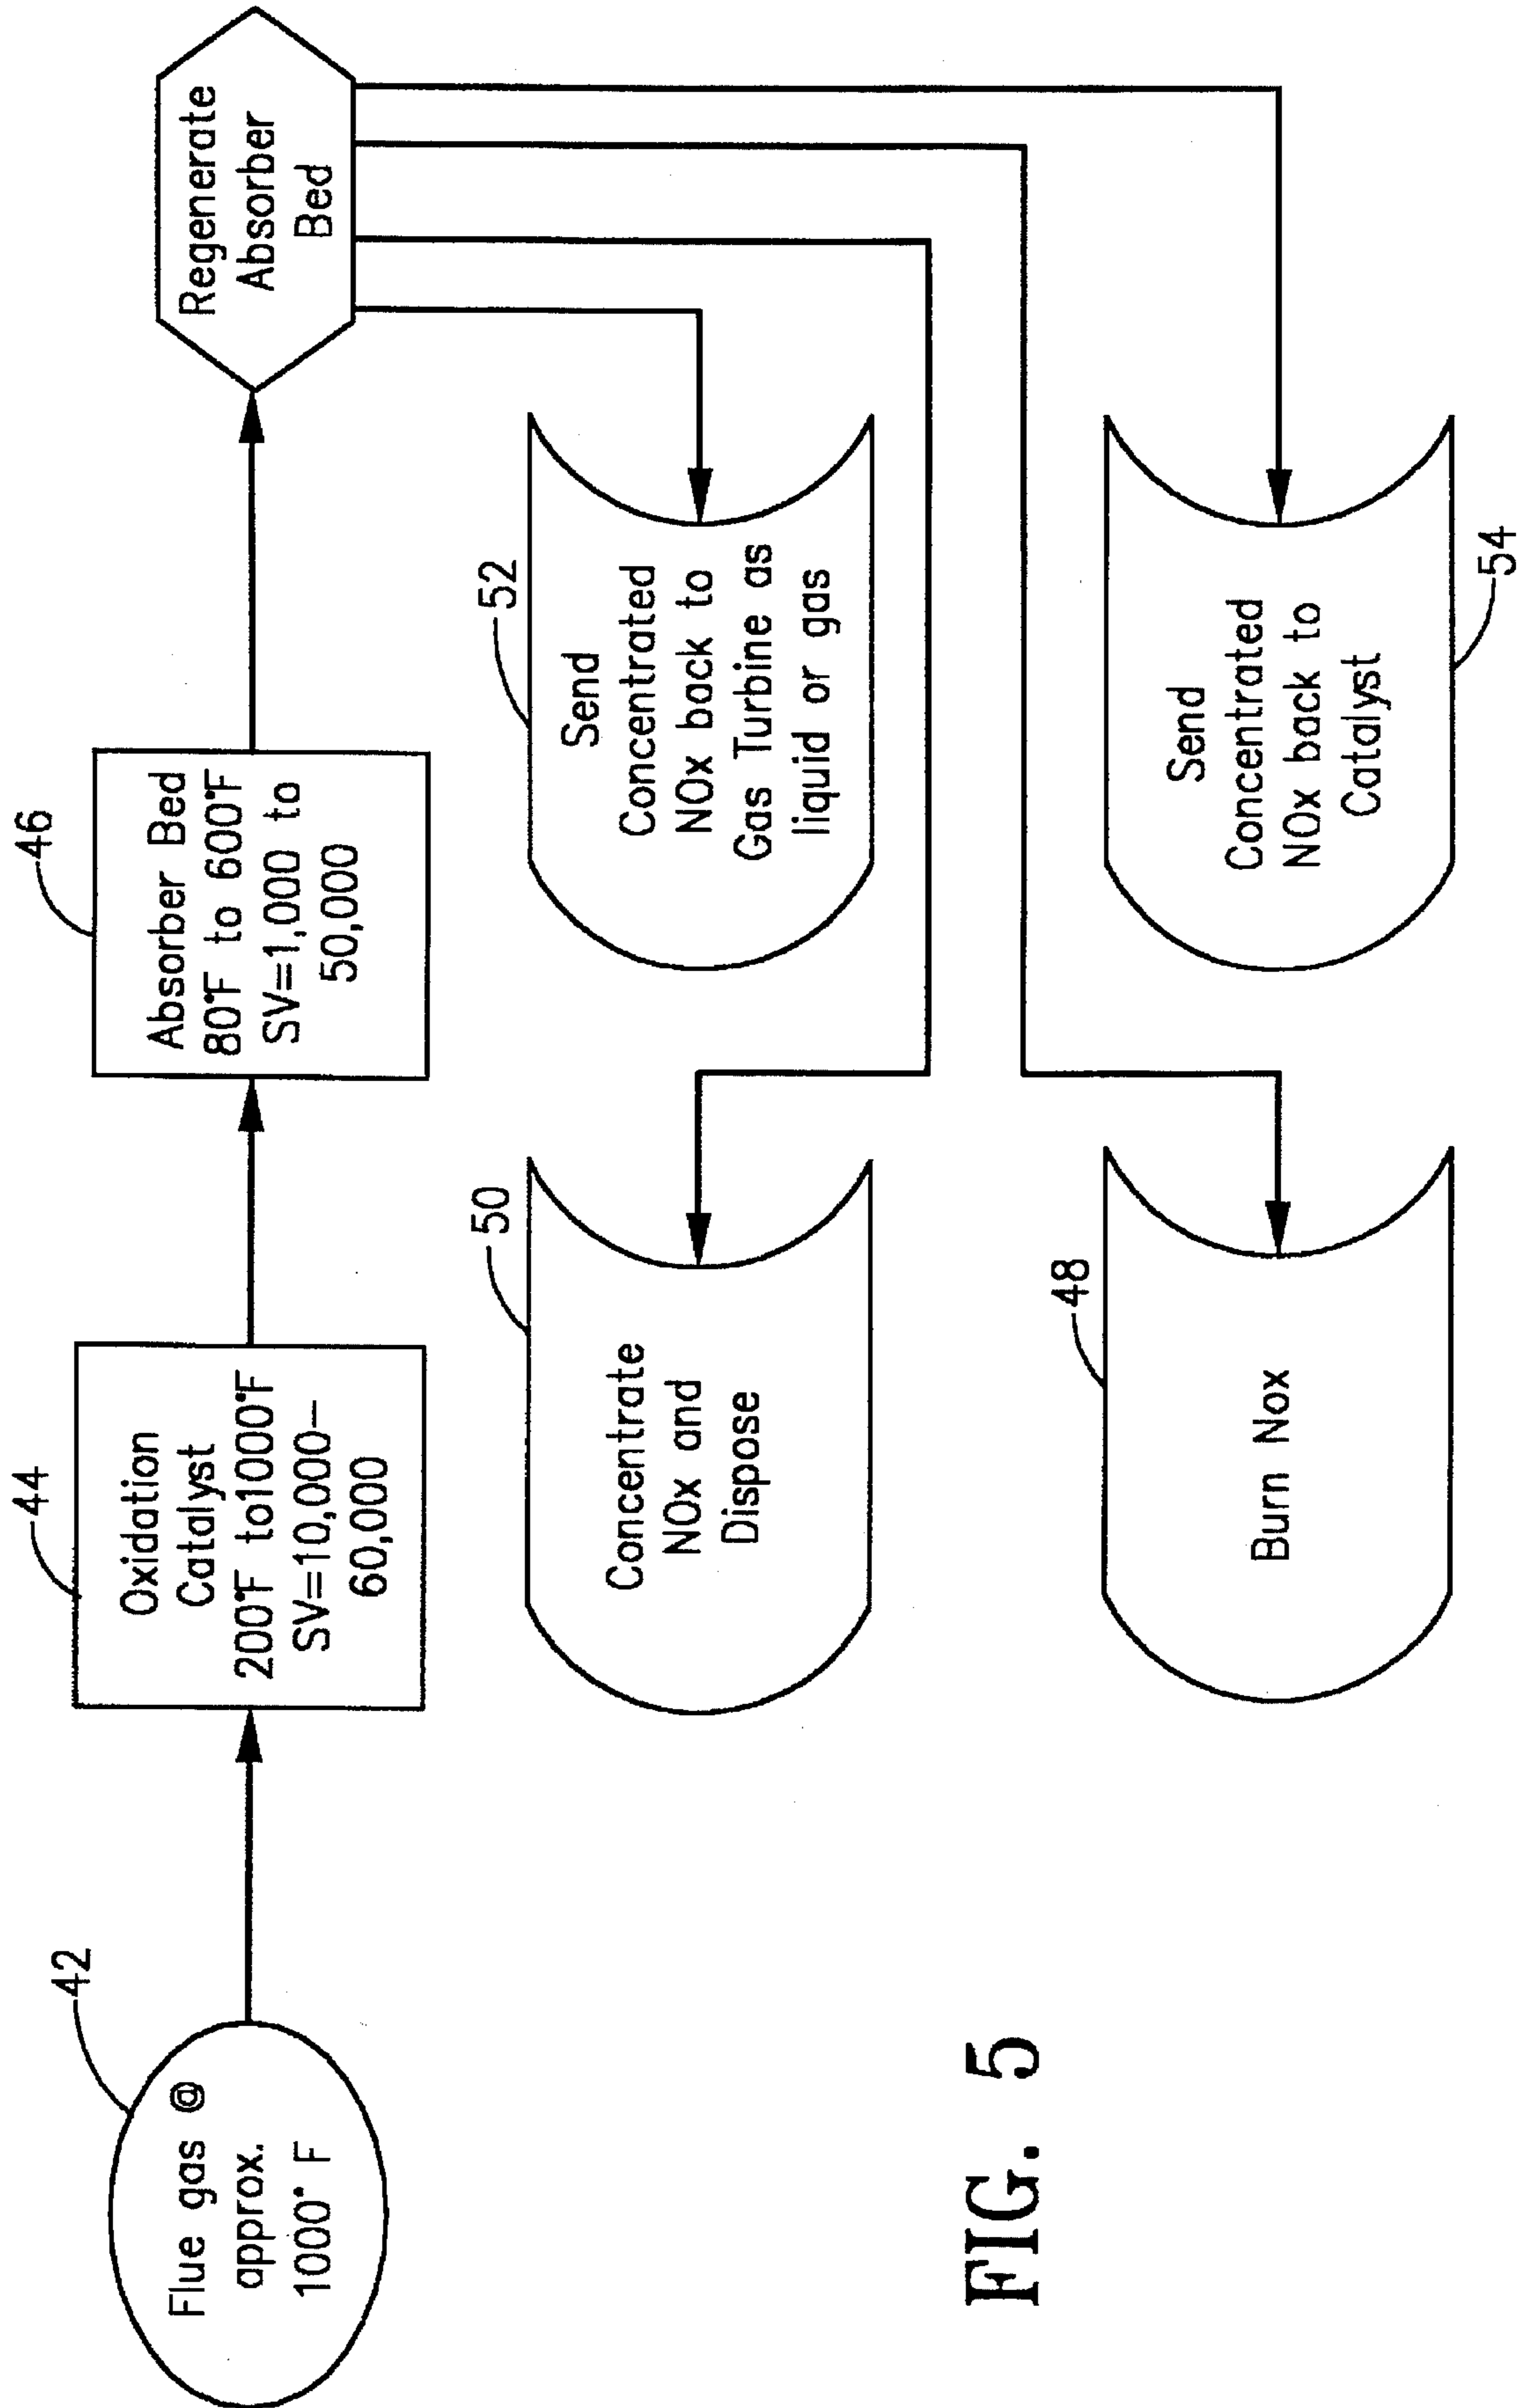 42
Flue gas @
approx.
1000° F
44
Oxidation
Catalyst
200°F to1000°F
SV=10,000–
60,000
46
Absorber Bed
80°F to 600°F
SV=1,000 to
50,000
Regenerate
Absorber
Bed
50
Concentrate
NOx and
Dispose
52
Send
Concentrated
NOx back to
Gas Turbine as
liquid or gas
48
Burn Nox
Send
Concentrated
NOx back to
Catalyst
54
FIG. 5